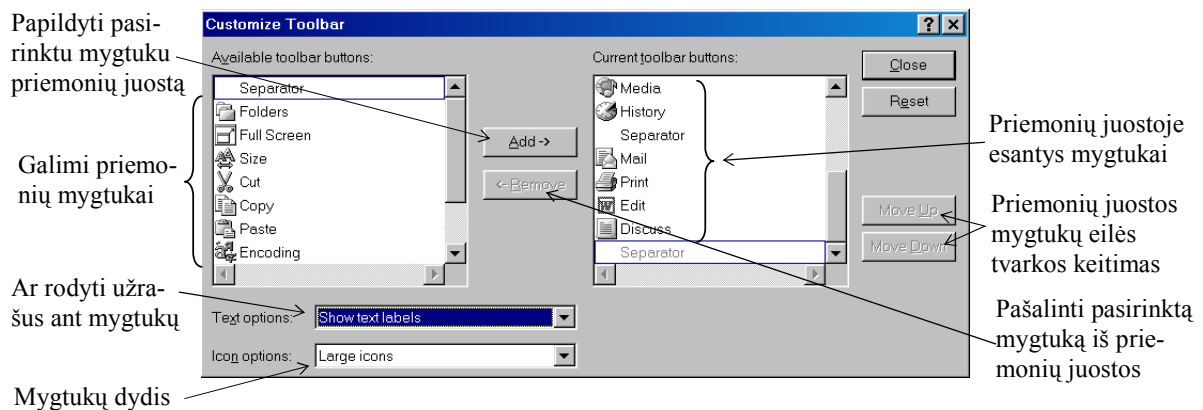 Papildyti pasi-
rinktu mygtuku
priemonių juostą
Galimi priemo-
nių mygtukai
Ar rodyti užra-
šus ant mygtukų
Mygtukų dydis
Customize Toolbar
Available toolbar buttons:
Separator
Folders
Full Screen
Size
Cut
Copy
Paste
Encoding
Add ->
<- Remove
Current toolbar buttons:
Media
History
Separator
Mail
Print
Edit
Discuss
Separator
Close
Reset
Move Up
Move Down
Text options: Show text labels
Icon options: Large icons
Priemonių juostoje
esantys mygtukai
Priemonių juostos
mygtukų eilės
tvarkos keitimas
Pašalinti pasirinktą
mygtuką iš prie-
monių juostos